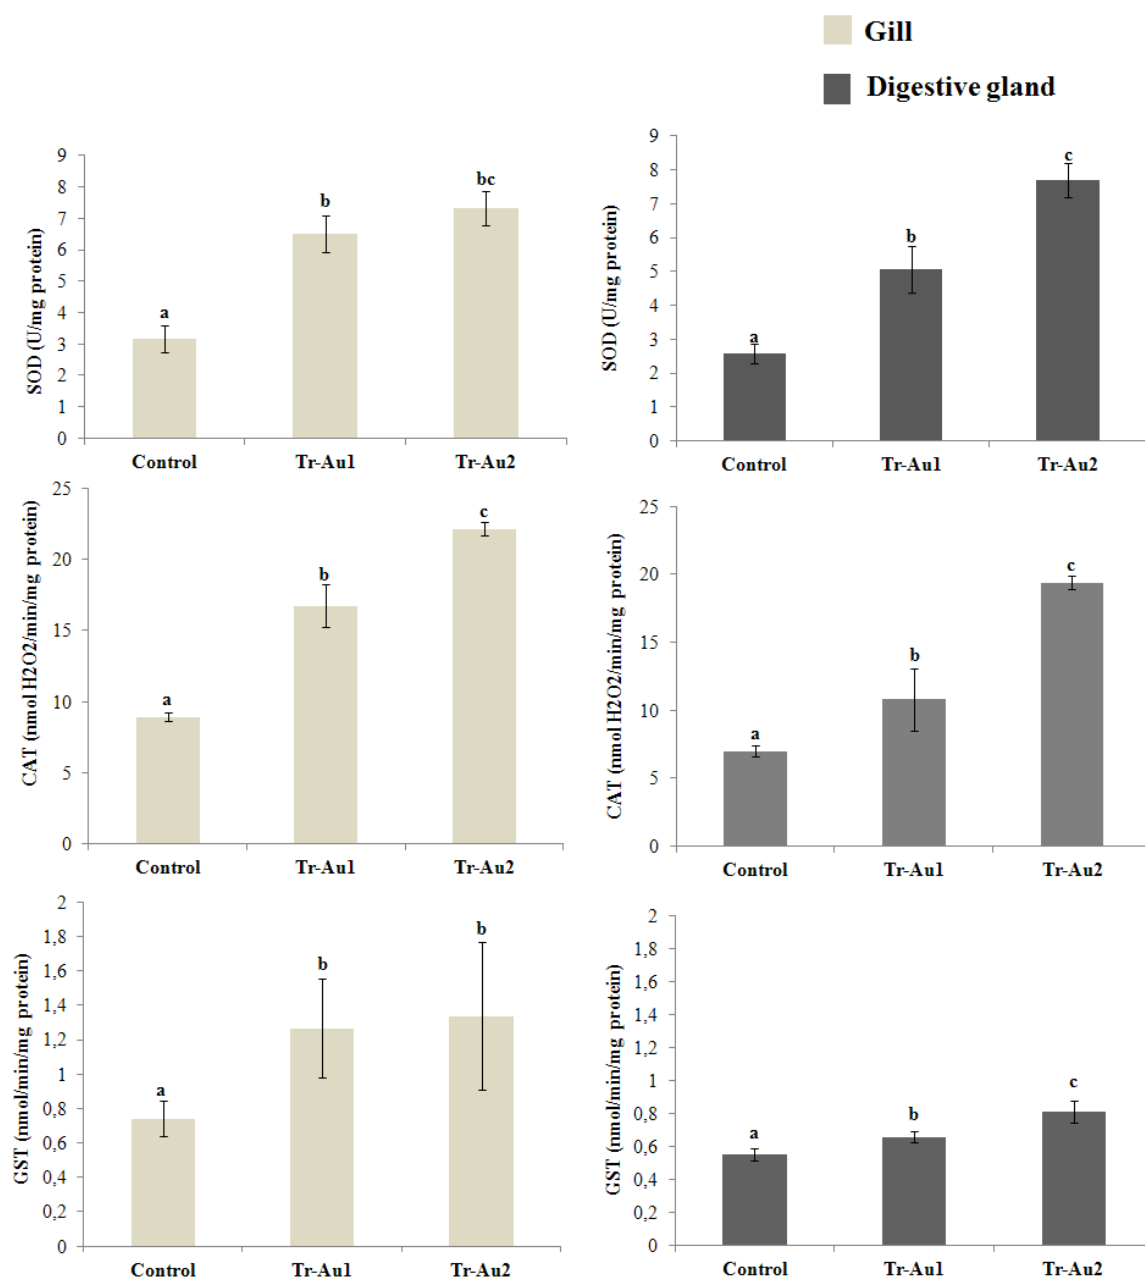 Gill
Digestive gland
SOD (U/mg protein)
9
8
7
6
5
4
3
2
1
0
a
b
bc
Control
Tr-Au1
Tr-Au2
SOD (U/mg protein)
9
8
7
6
5
4
3
2
1
0
a
b
c
Control
Tr-Au1
Tr-Au2
CAT (nmol H2O2/min/mg protein)
25
20
15
10
5
0
a
b
c
Control
Tr-Au1
Tr-Au2
CAT (nmol H2O2/min/mg protein)
25
20
15
10
5
0
a
b
c
Control
Tr-Au1
Tr-Au2
GST (nmol/min/mg protein)
2
1,8
1,6
1,4
1,2
1
0,8
0,6
0,4
0,2
0
a
b
b
Control
Tr-Au1
Tr-Au2
GST (nmol/min/mg protein)
2
1,8
1,6
1,4
1,2
1
0,8
0,6
0,4
0,2
0
a
b
c
Control
Tr-Au1
Tr-Au2